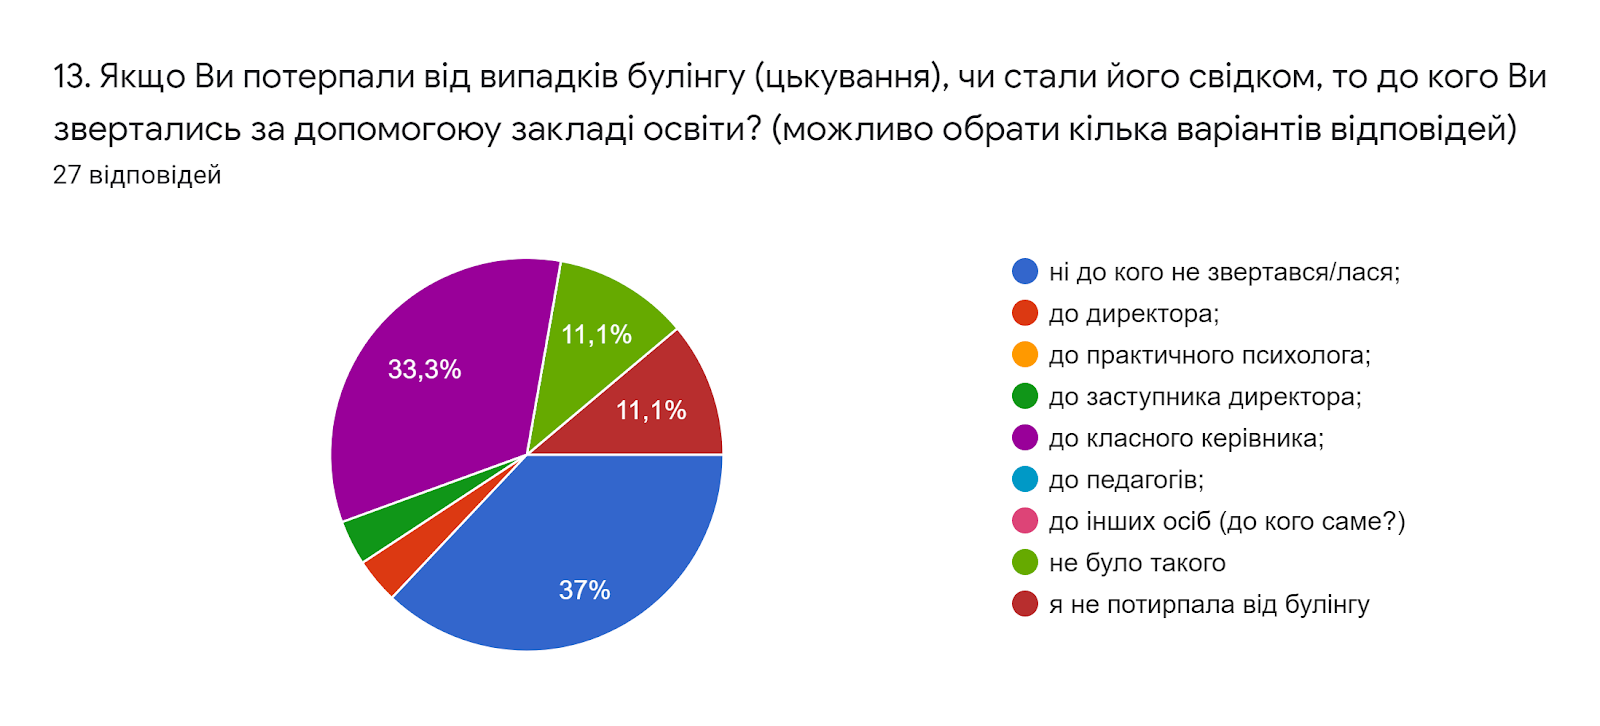 13. Якщо Ви потерпали від випадків булінгу (цькування), чи стали його свідком, то до кого Ви
звертались за допомогоюу закладі освіти? (можливо обрати кілька варіантів відповідей)
27 відповідей
11,1%
33,3%
11,1%
37%
ні до кого не звертався/лася;
до директора;
до практичного психолога;
до заступника директора;
до класного керівника;
до педагогів;
до інших осіб (до кого саме?)
не було такого
я не потирпала від булінгу